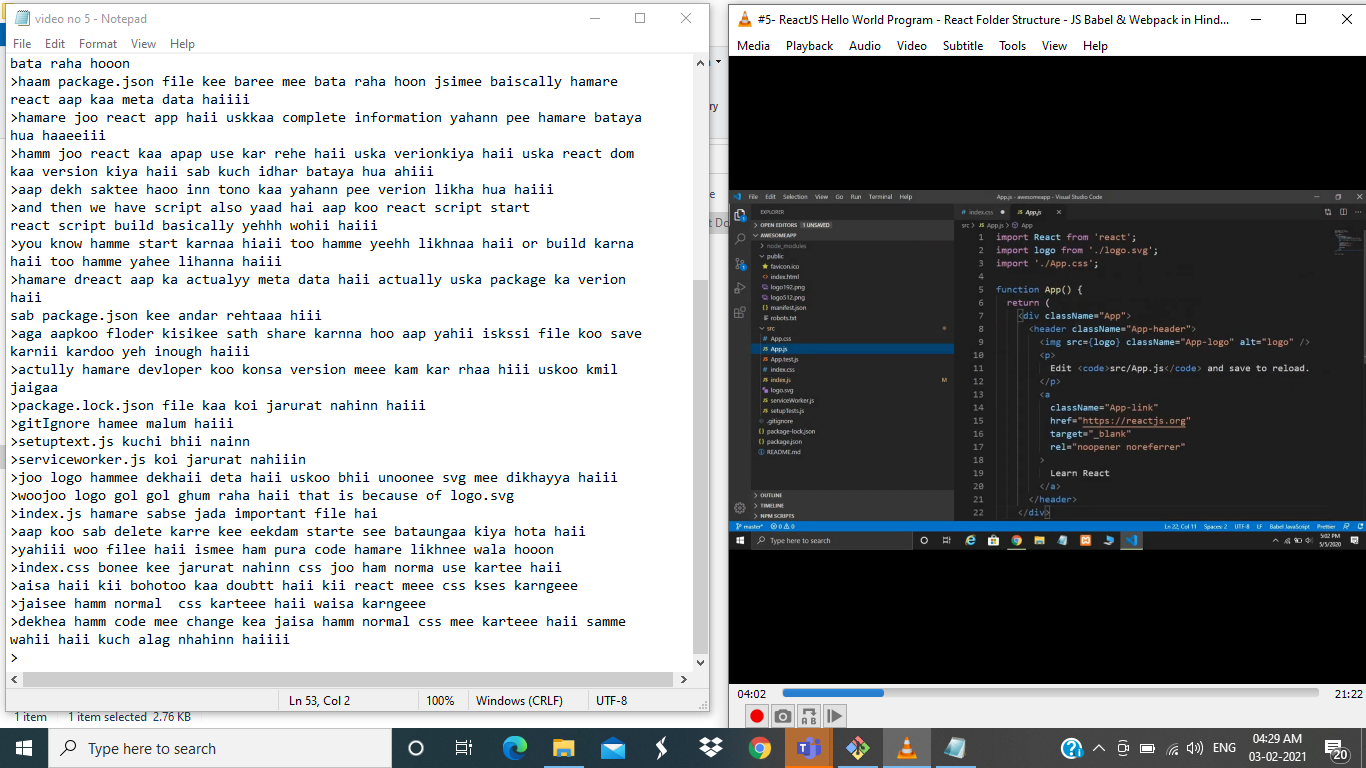 video no 5 - Notepad
File Edit Format View Help
bata raha hooon
>haam package.json file kee baree mee bata raha hoon jsimee baiscally hamare
react aap kaa meta data haiiii
>hamare joo react app haii uskkaa complete information yahann pee hamare bataya
hua haaeeiii
>hamm joo react kaa apap use kar rehe haii uska verionkiya haii uska react dom
kaa version kiya haii sab kuch idhar bataya hua ahiii
>aap dekh saktee haoo inn tono kaa yahann pee verion likha hua haiii
>and then we have script also yaad hai aap koo react script start
react script build basically yehhh wohii haiii
>you know hamme start karnaa hiaii too hamme yeehh likhnaa haii or build karna
haii too hamme yahee lihanna haiii
>hamare dreact aap ka actualyy meta data haii actually uska package ka verion
haii
sab package.json kee andar rehtaaa hiii
>aga aapkoo floder kisikee sath share karnna hoo aap yahii iskssi file koo save
karnii kardoo yeh inough haiii
>actully hamare devloper koo konsa version meee kam kar rhaa hiii uskoo kmil
jaigaa
>package.lock.json file kaa koi jarurat nahinn haiii
>gitIgnore hamee malum haiii
>setuptext.js kuchi bhii nainn
>serviceworker.js koi jarurat nahiiin
>joo logo hammee dekhaii deta haii uskoo bhii unoonee svg mee dikhayya haiii
>woojoo logo gol gol ghum raha haii that is because of logo.svg
>index.js hamare sabse jada important file hai
>aap koo sab delete karre kee eekdam starte see bataungaa kiya hota haii
>yahiii woo filee haii ismee ham pura code hamare likhnee wala hooon
>index.css bonee kee jarurat nahinn css joo ham norma use kartee haii
>aisa haii kii bohotoo kaa doubtt haii kii react meee css kses karngeee
>jaisee hamm normal  css karteee haii waisa karngeee
>dekhea hamm code mee change kea jaisa hamm normal css mee karteee haii samme
wahii haii kuch alag nhahinn haiiii
>
Ln 53, Col 2 100% Windows (CRLF) UTF-8
1 item 1 item selected 2.76 KB
#5- ReactJS Hello World Program - React Folder Structure - JS Babel & Webpack in Hind...
Media Playback Audio Video Subtitle Tools View Help
File Edit Selection View Go Run Terminal Help
App.js - awesomeapp - Visual Studio Code
EXPLORER
OPEN EDITORS 1 UNSAVED
AWESOMEAPP
node_modules
public
favicon.ico
index.html
logo192.png
logo512.png
manifest.json
robots.txt
src
App.css
App.js
App.test.js
index.css
index.js M
logo.svg
serviceWorker.js
setupTests.js
.gitignore
package-lock.json
package.json
README.md
OUTLINE
TIMELINE
NPM SCRIPTS
index.css App.js
src > App.js > App
1 import React from 'react';
2 import logo from './logo.svg';
3 import './App.css';
4
5 function App() {
6 return (
7 <div className="App">
8 <header className="App-header">
9 <img src={logo} className="App-logo" alt="logo" />
10 <p>
11 Edit <code>src/App.js</code> and save to reload.
12 </p>
13 <a
14 className="App-link"
15 href="https://reactjs.org"
16 target="_blank"
17 rel="noopener noreferrer"
18 >
19 Learn React
20 </a>
21 </header>
22 </div>
master* 0 0 Ln 22, Col 11 Spaces: 2 UTF-8 LF Babel JavaScript Prettier
Type here to search
5:02 PM
5/5/2020
04:02 21:22
Type here to search
ENG
04:29 AM
03-02-2021
20